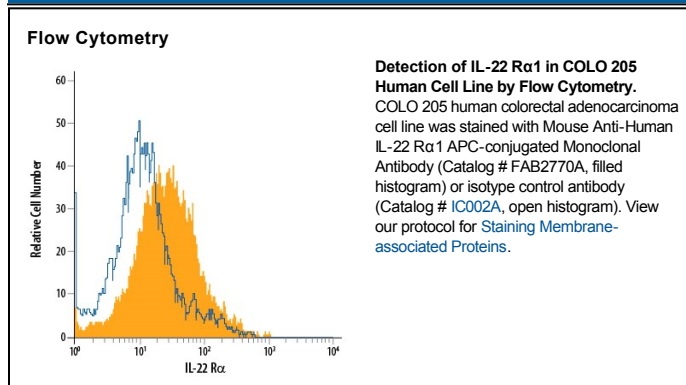 Flow Cytometry
Detection of IL-22 Rα1 in COLO 205
Human Cell Line by Flow Cytometry.
COLO 205 human colorectal adenocarcinoma
cell line was stained with Mouse Anti-Human
IL-22 Rα1 APC-conjugated Monoclonal
Antibody (Catalog # FAB2770A, filled
histogram) or isotype control antibody
(Catalog # IC002A, open histogram). View
our protocol for Staining Membrane-
associated Proteins.
Relative Cell Number
60
50
40
30
20
10
0
10⁰ 10¹ 10² 10³ 10⁴
IL-22 Rα